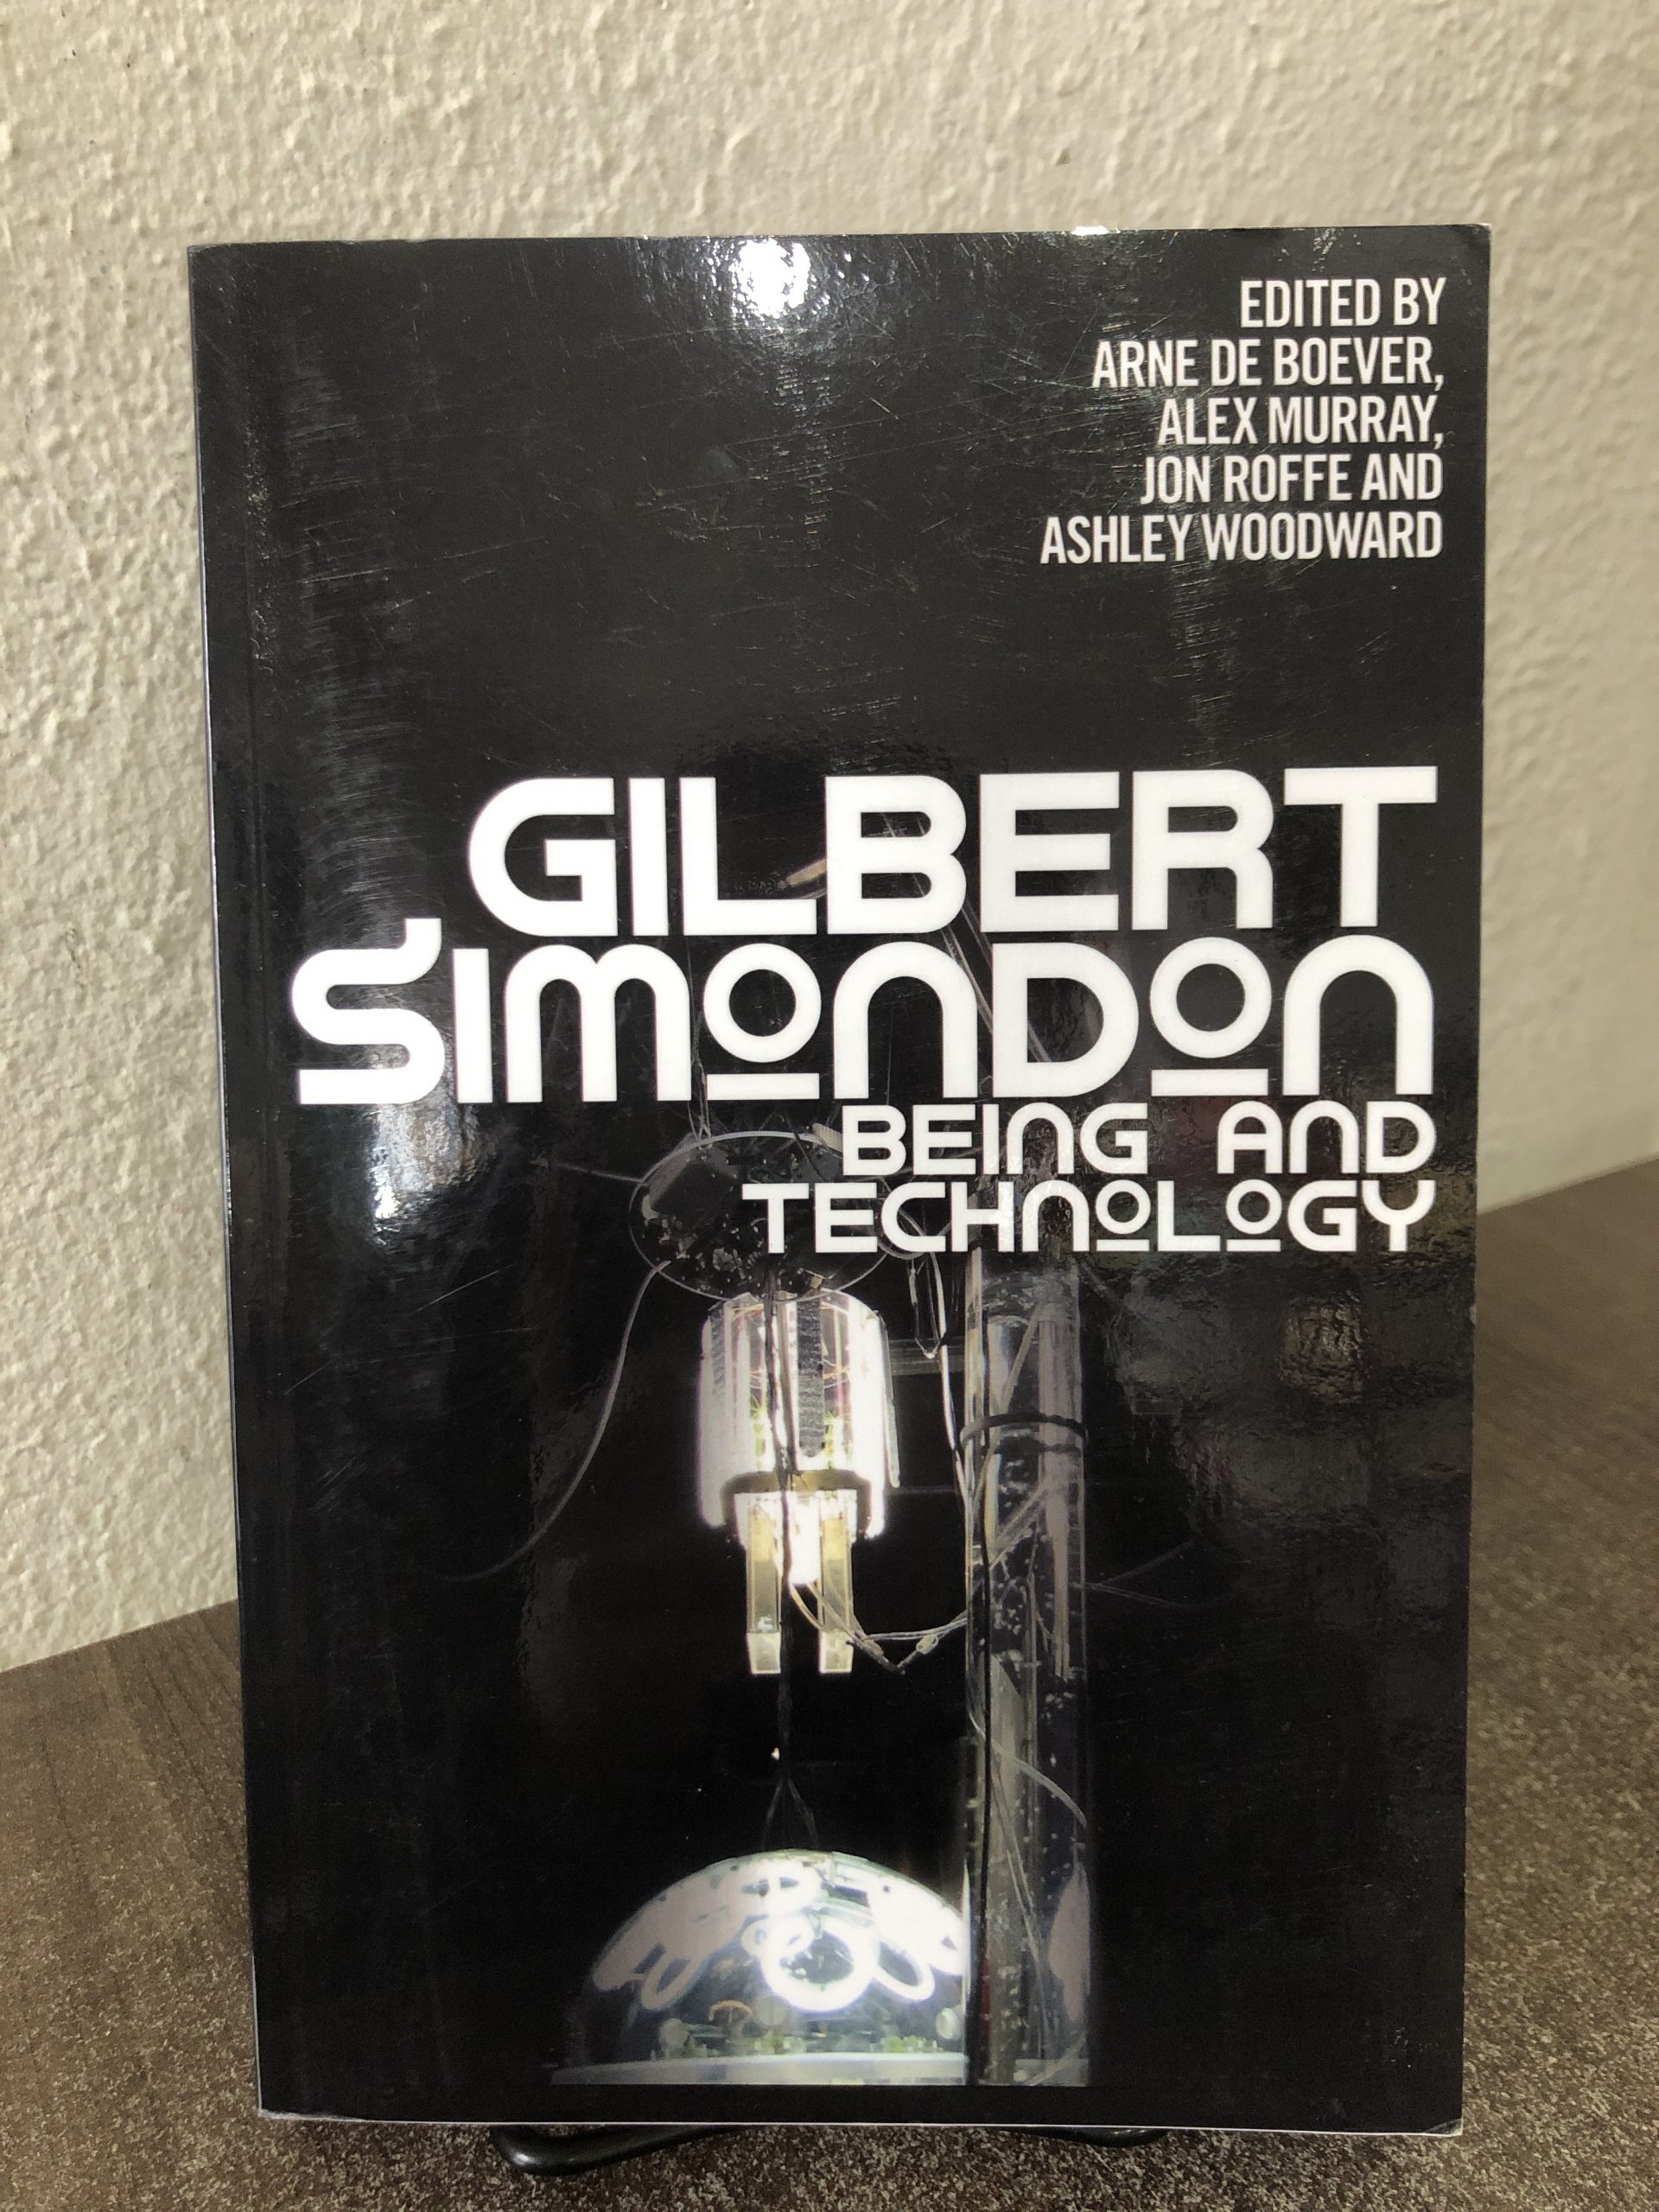 EDITED BY
ARNE DE BOEVER,
ALEX MURRAY,
JON ROFFE AND
ASHLEY WOODWARD
GILBERT
SIMONDON
BEING AND
TECHNOLOGY